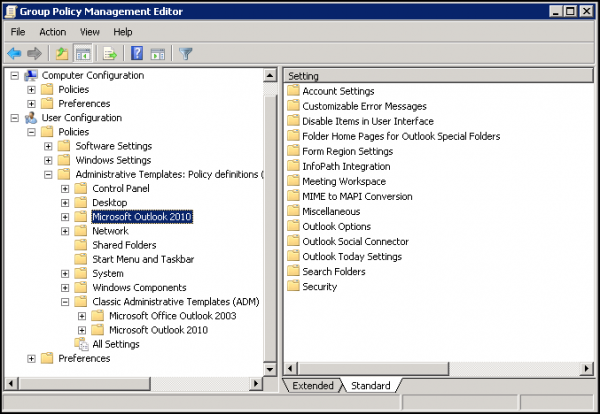 Group Policy Management Editor
File Action View Help
Computer Configuration
Policies
Preferences
User Configuration
Policies
Software Settings
Windows Settings
Administrative Templates: Policy definitions (
Control Panel
Desktop
Microsoft Outlook 2010
Network
Shared Folders
Start Menu and Taskbar
System
Windows Components
Classic Administrative Templates (ADM)
Microsoft Office Outlook 2003
Microsoft Outlook 2010
All Settings
Preferences
Setting
Account Settings
Customizable Error Messages
Disable Items in User Interface
Folder Home Pages for Outlook Special Folders
Form Region Settings
InfoPath Integration
Meeting Workspace
MIME to MAPI Conversion
Miscellaneous
Outlook Options
Outlook Social Connector
Outlook Today Settings
Search Folders
Security
Extended Standard